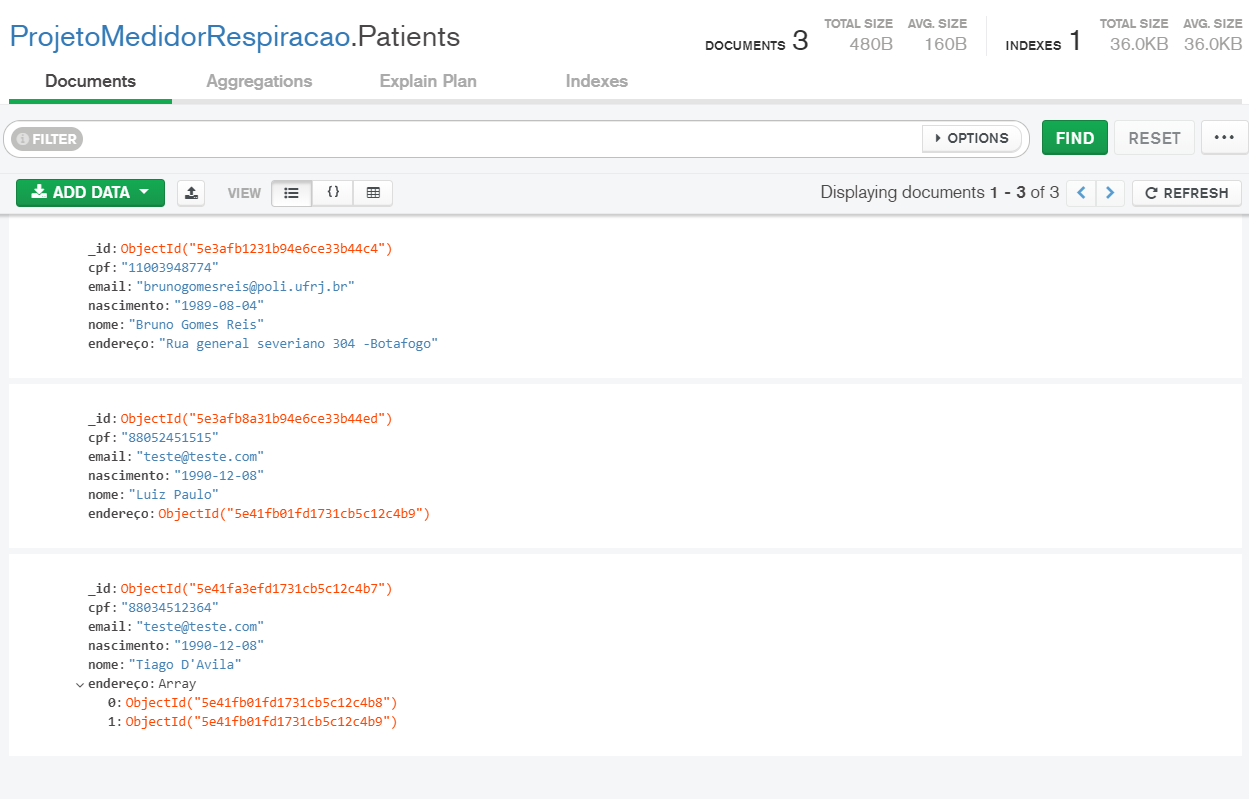 ProjetoMedidorRespiracao.Patients
DOCUMENTS 3 TOTAL SIZE 480B AVG. SIZE 160B INDEXES 1 TOTAL SIZE 36.0KB AVG. SIZE 36.0KB
Documents Aggregations Explain Plan Indexes
FILTER OPTIONS FIND RESET ...
ADD DATA VIEW {} Displaying documents 1 - 3 of 3 REFRESH
_id: ObjectId("5e3afb1231b94e6ce33b44c4")
cpf: "11003948774"
email: "brunogomesreis@poli.ufrj.br"
nascimento: "1989-08-04"
nome: "Bruno Gomes Reis"
endereço: "Rua general severiano 304 -Botafogo"
_id: ObjectId("5e3afb8a31b94e6ce33b44ed")
cpf: "88052451515"
email: "teste@teste.com"
nascimento: "1990-12-08"
nome: "Luiz Paulo"
endereço: ObjectId("5e41fb01fd1731cb5c12c4b9")
_id: ObjectId("5e41fa3efd1731cb5c12c4b7")
cpf: "88034512364"
email: "teste@teste.com"
nascimento: "1990-12-08"
nome: "Tiago D'Avila"
endereço: Array
0: ObjectId("5e41fb01fd1731cb5c12c4b8")
1: ObjectId("5e41fb01fd1731cb5c12c4b9")